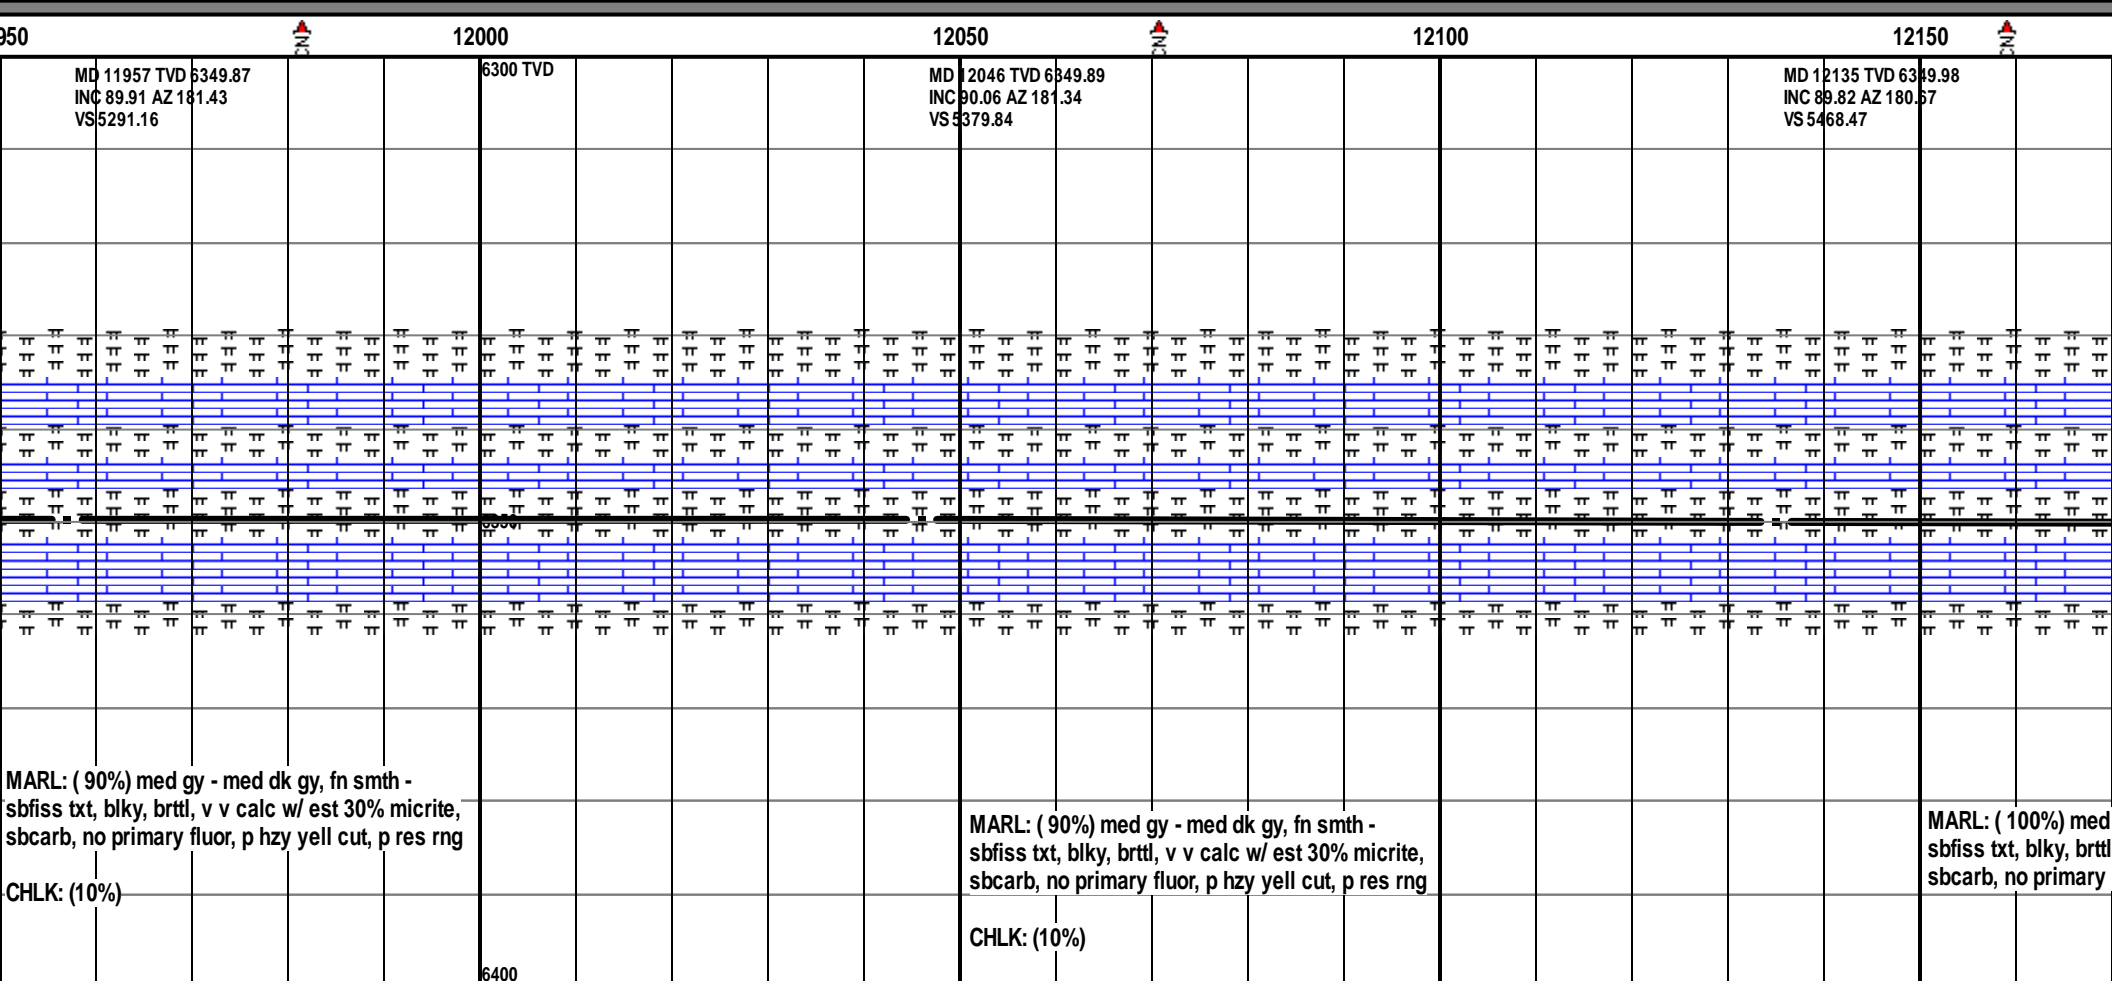 950 12000 12050 12100 12150
CN CN CN
6300 TVD
MD 11957 TVD 6349.87
INC 89.91 AZ 181.43
VS 5291.16
MD 12046 TVD 6349.89
INC 90.06 AZ 181.34
VS 5379.84
MD 12135 TVD 6349.98
INC 89.82 AZ 180.67
VS 5468.47
MARL: ( 90%) med gy - med dk gy, fn smth -
sbfiss txt, blky, brttl, v v calc w/ est 30% micrite,
sbcarb, no primary fluor, p hzy yell cut, p res rng
CHLK: (10%)
MARL: ( 90%) med gy - med dk gy, fn smth -
sbfiss txt, blky, brttl, v v calc w/ est 30% micrite,
sbcarb, no primary fluor, p hzy yell cut, p res rng
CHLK: (10%)
MARL: ( 100%) med
sbfiss txt, blky, brttl
sbcarb, no primary
6400